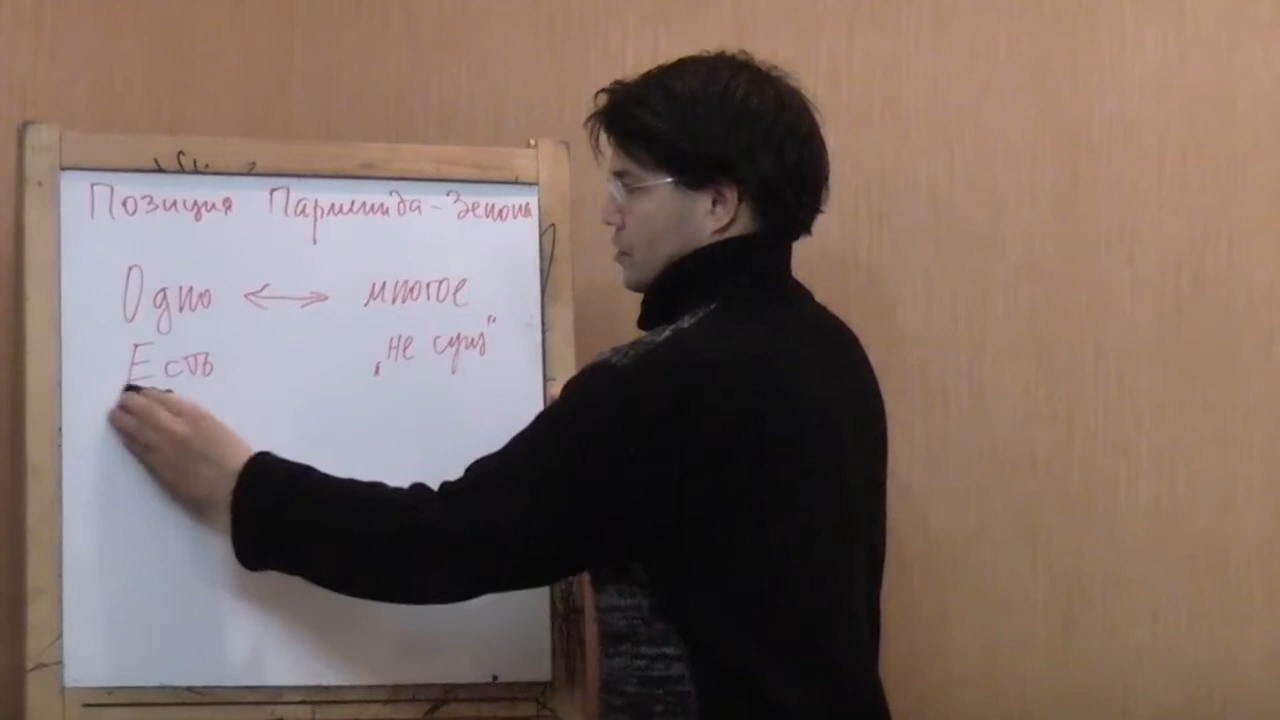 Позиция Парменида - Зенона
Одно ↔ многое
Есть „не сущ"